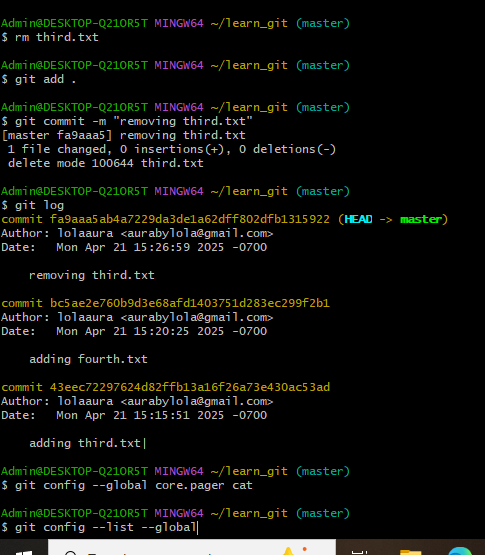 Admin@DESKTOP-Q21OR5T MINGW64 ~/learn_git (master)
$ rm third.txt
Admin@DESKTOP-Q21OR5T MINGW64 ~/learn_git (master)
$ git add .
Admin@DESKTOP-Q21OR5T MINGW64 ~/learn_git (master)
$ git commit -m "removing third.txt"
[master fa9aaa5] removing third.txt
1 file changed, 0 insertions(+), 0 deletions(-)
delete mode 100644 third.txt
Admin@DESKTOP-Q21OR5T MINGW64 ~/learn_git (master)
$ git log
commit fa9aaa5ab4a7229da3de1a62dff802dfb1315922 (HEAD -> master)
Author: lolaaura <aurabylola@gmail.com>
Date:   Mon Apr 21 15:26:59 2025 -0700
removing third.txt
commit bc5ae2e760b9d3e68afd1403751d283ec299f2b1
Author: lolaaura <aurabylola@gmail.com>
Date:   Mon Apr 21 15:20:25 2025 -0700
adding fourth.txt
commit 43eec72297624d82ffb13a16f26a73e430ac53ad
Author: lolaaura <aurabylola@gmail.com>
Date:   Mon Apr 21 15:15:51 2025 -0700
adding third.txt|
Admin@DESKTOP-Q21OR5T MINGW64 ~/learn_git (master)
$ git config --global core.pager cat
Admin@DESKTOP-Q21OR5T MINGW64 ~/learn_git (master)
$ git config --list --global